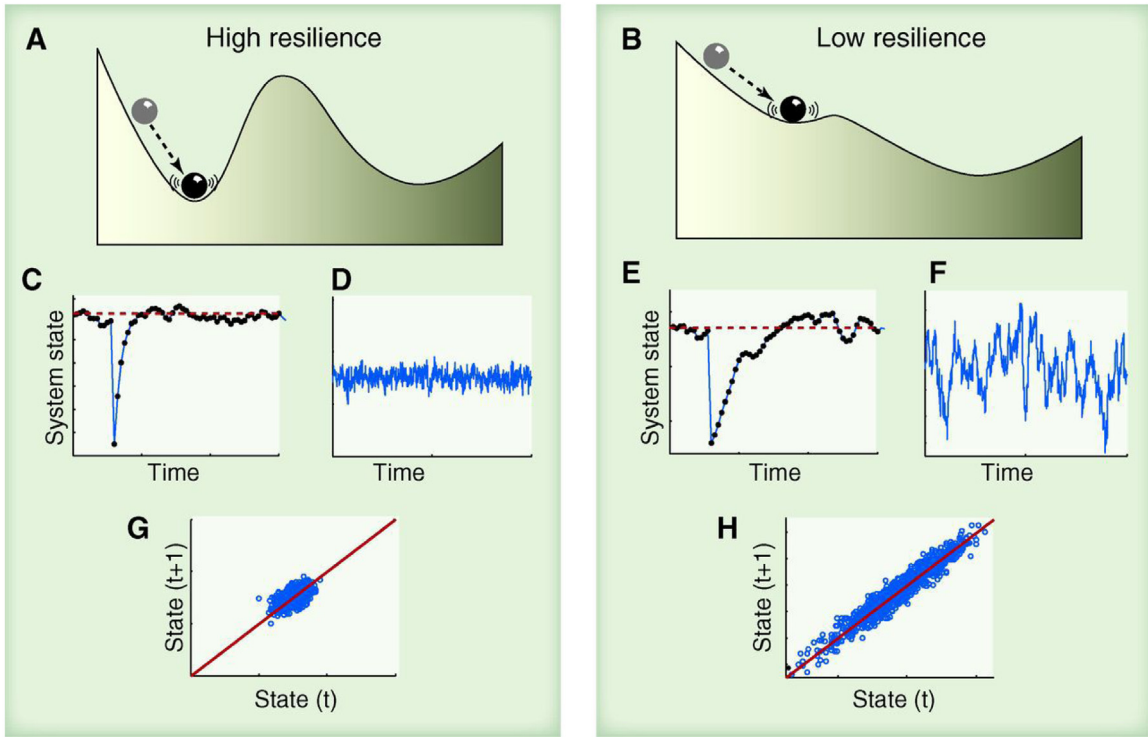 A
High resilience
C
System state
Time
D
Time
G
State (t+1)
State (t)
B
Low resilience
E
System state
Time
F
Time
H
State (t+1)
State (t)